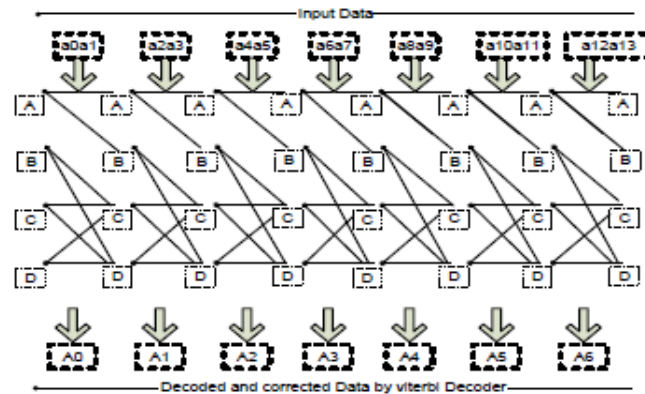 Input Data
a0a1 a2a3 a4a5 a6a7 a8a9 a10a11 a12a13
A A A A A A A A
B B B B B B B B
C C C C C C C C
D D D D D D D D
A0 A1 A2 A3 A4 A5 A6
Decoded and corrected Data by viterbi Decoder